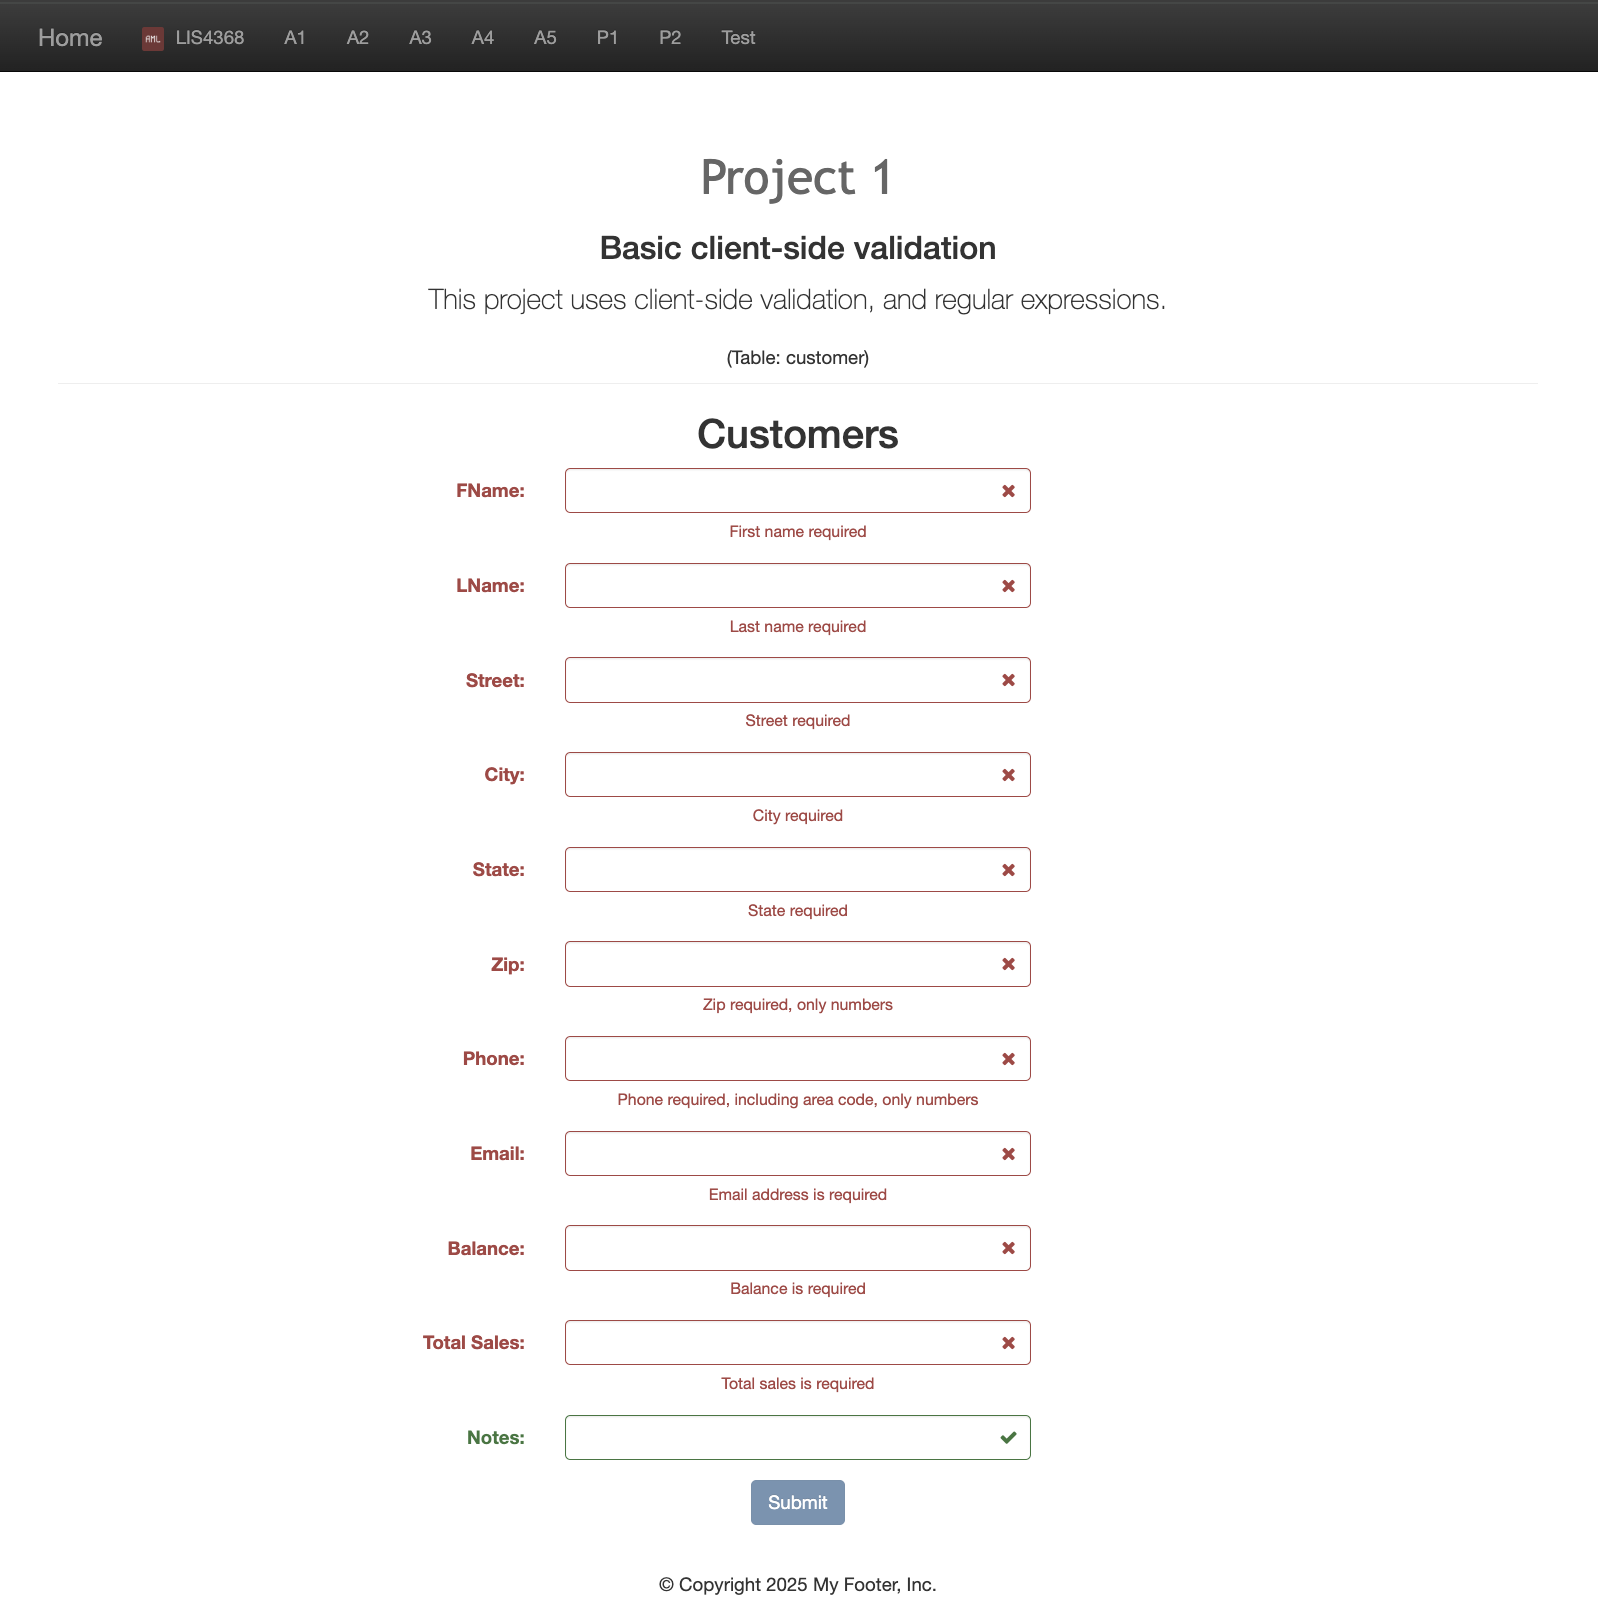 Home AML LIS4368 A1 A2 A3 A4 A5 P1 P2 Test
Project 1
Basic client-side validation
This project uses client-side validation, and regular expressions.
(Table: customer)
Customers
FName:
First name required
LName:
Last name required
Street:
Street required
City:
City required
State:
State required
Zip:
Zip required, only numbers
Phone:
Phone required, including area code, only numbers
Email:
Email address is required
Balance:
Balance is required
Total Sales:
Total sales is required
Notes:
Submit
© Copyright 2025 My Footer, Inc.